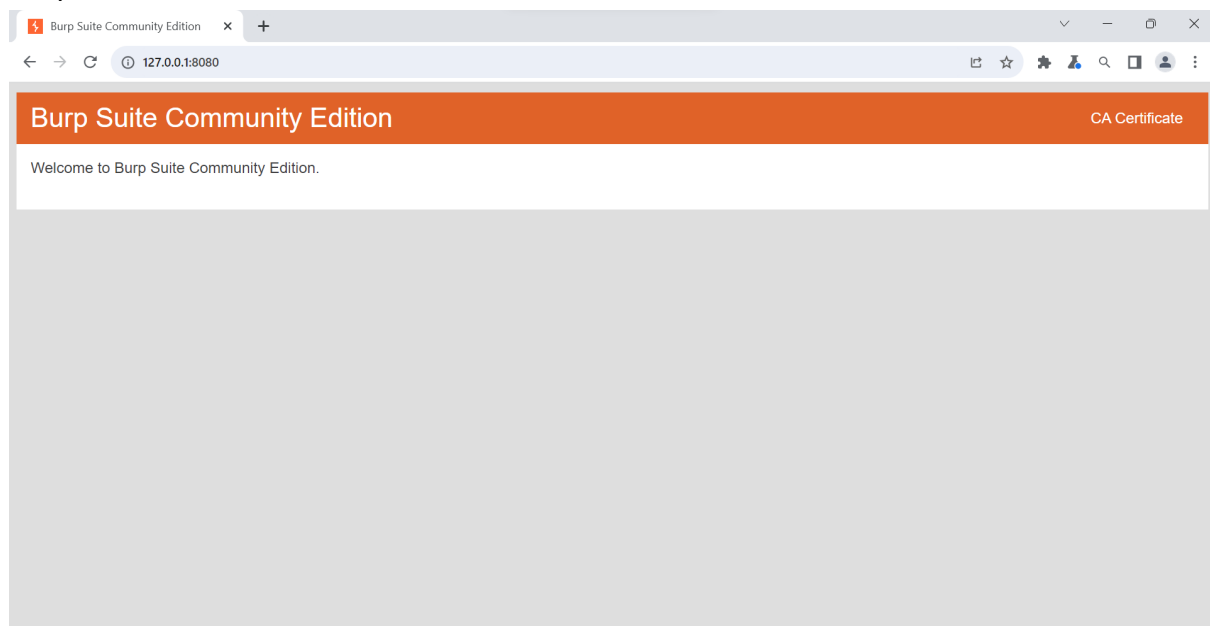 Burp Suite Community Edition
127.0.0.1:8080
Burp Suite Community Edition
CA Certificate
Welcome to Burp Suite Community Edition.